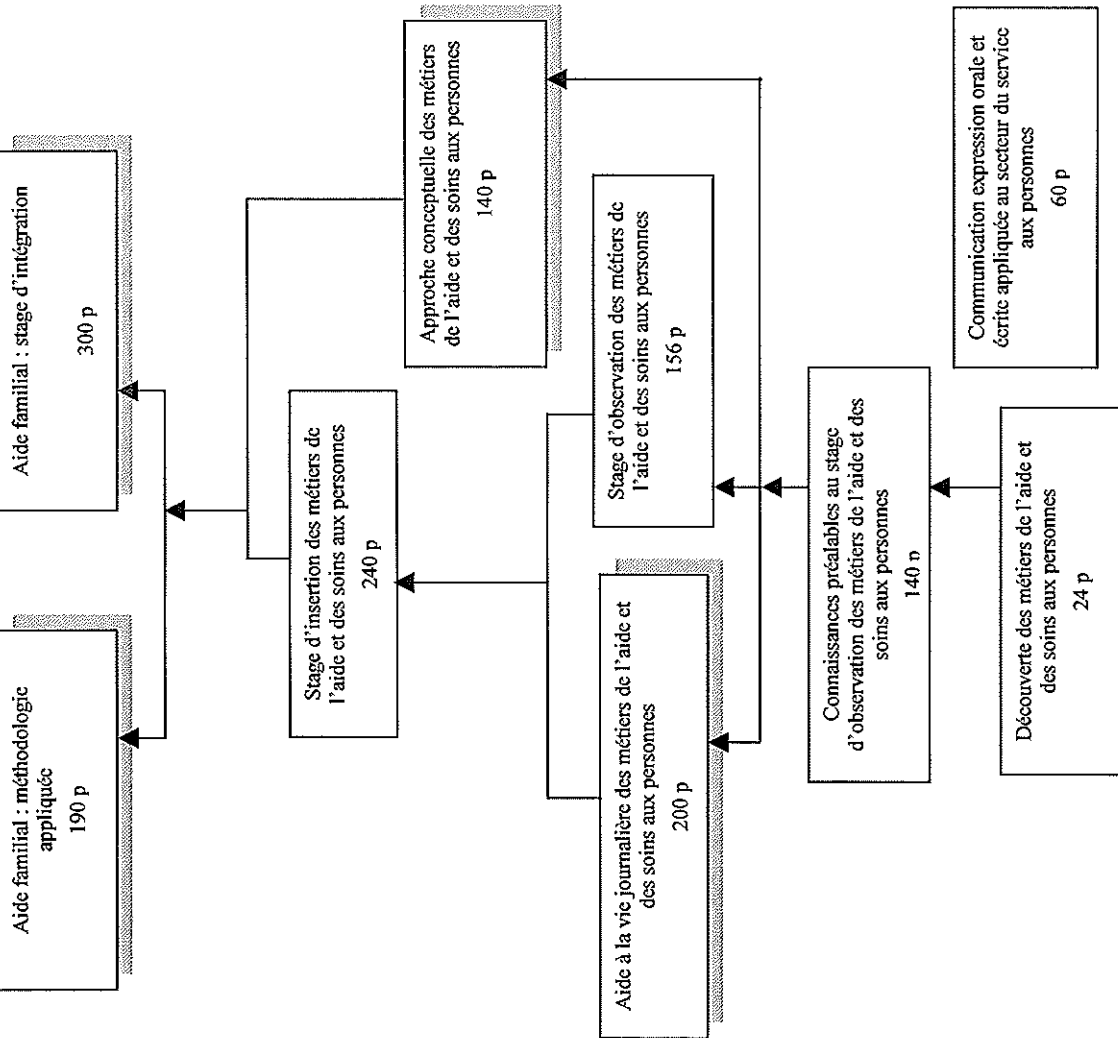 Aide familial : méthodologie
appliquée
190 p
Aide familial : stage d'intégration
300 p
Stage d'insertion des métiers de
l'aide et des soins aux personnes
240 p
Approche conceptuelle des métiers
de l'aide et des soins aux personnes
140 p
Aide à la vie journalière des métiers de l'aide et
des soins aux personnes
200 p
Stage d'observation des métiers de
l'aide et des soins aux personnes
156 p
Connaissances préalables au stage
d'observation des métiers de l'aide et des
soins aux personnes
140 p
Découverte des métiers de l'aide et
des soins aux personnes
24 p
Communication expression orale et
écrite appliquée au secteur du service
aux personnes
60 p